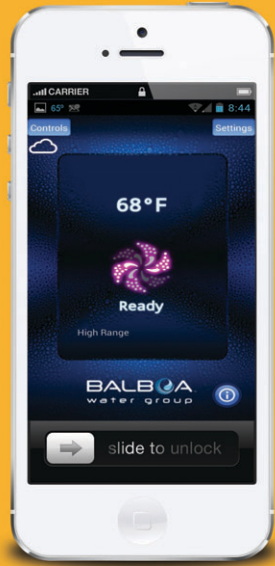 CARRIER
65° 8:44
Controls Settings
68°F
Ready
High Range
BALBOA
water group
slide to unlock